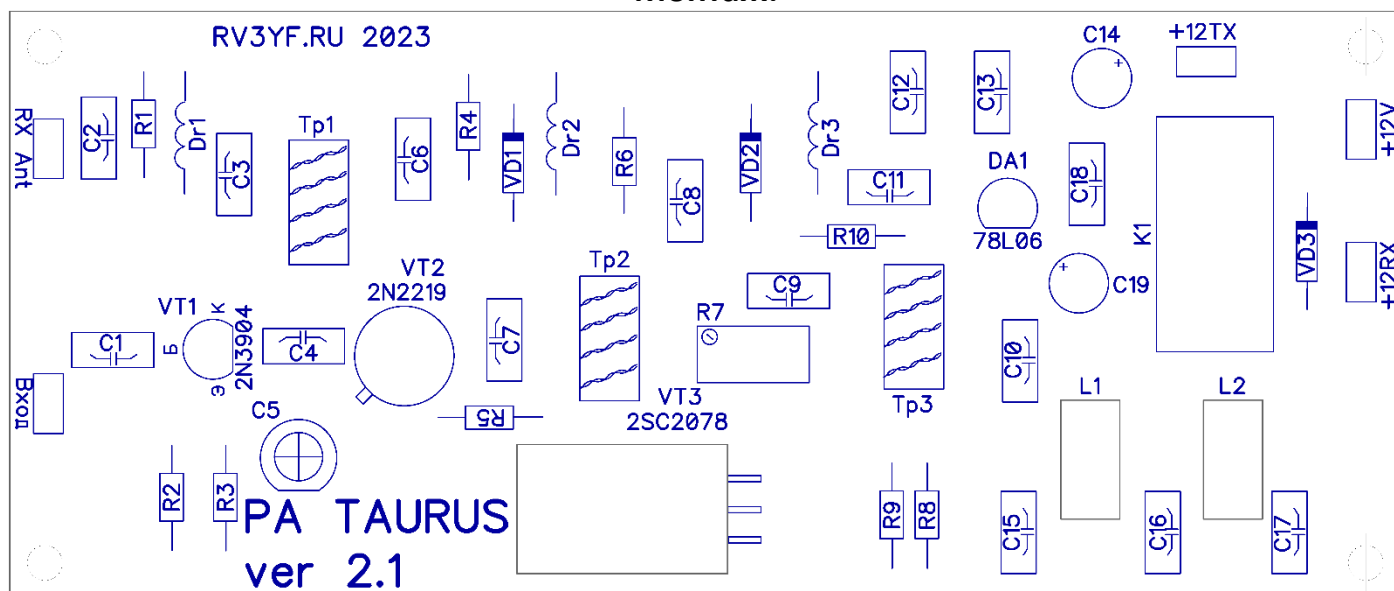 RV3YF.RU 2023
C14
+12TX
RX Ant
C2
R1
Dr1
C3
Tp1
C6
R4
VD1
Dr2
R6
C8
VD2
Dr3
C12
C13
+12V
C11
DA1
78L06
C18
K1
R10
VD3
+12RX
C19
VT1
К
Б
Э
2N3904
C1
C4
VT2
2N2219
C7
Tp2
C9
R7
Tp3
C10
L1
L2
Вход
C5
R5
VT3
2SC2078
R2
R3
PA TAURUS
ver 2.1
R9
R8
C15
C16
C17